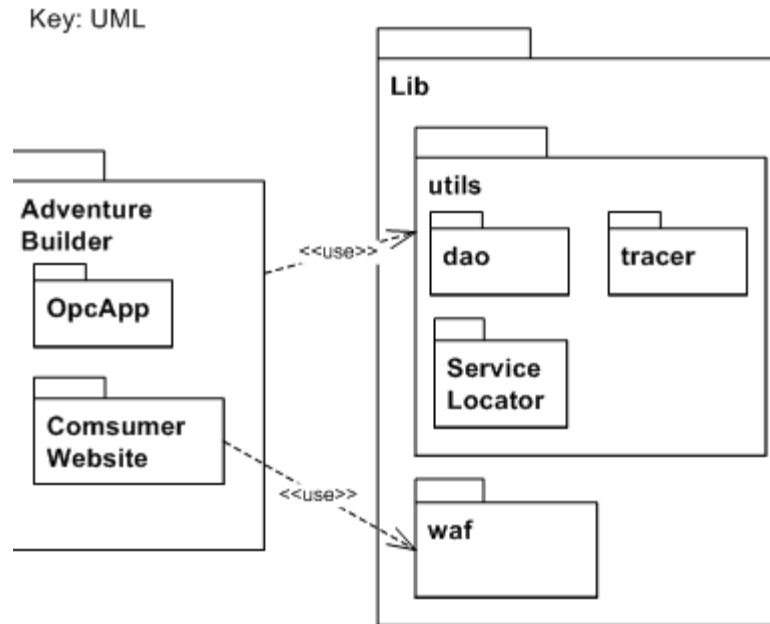 Key: UML
Lib
utils
Adventure
Builder
<<use>>
dao
tracer
OpcApp
Service
Locator
Comsumer
Website
<<use>>
waf